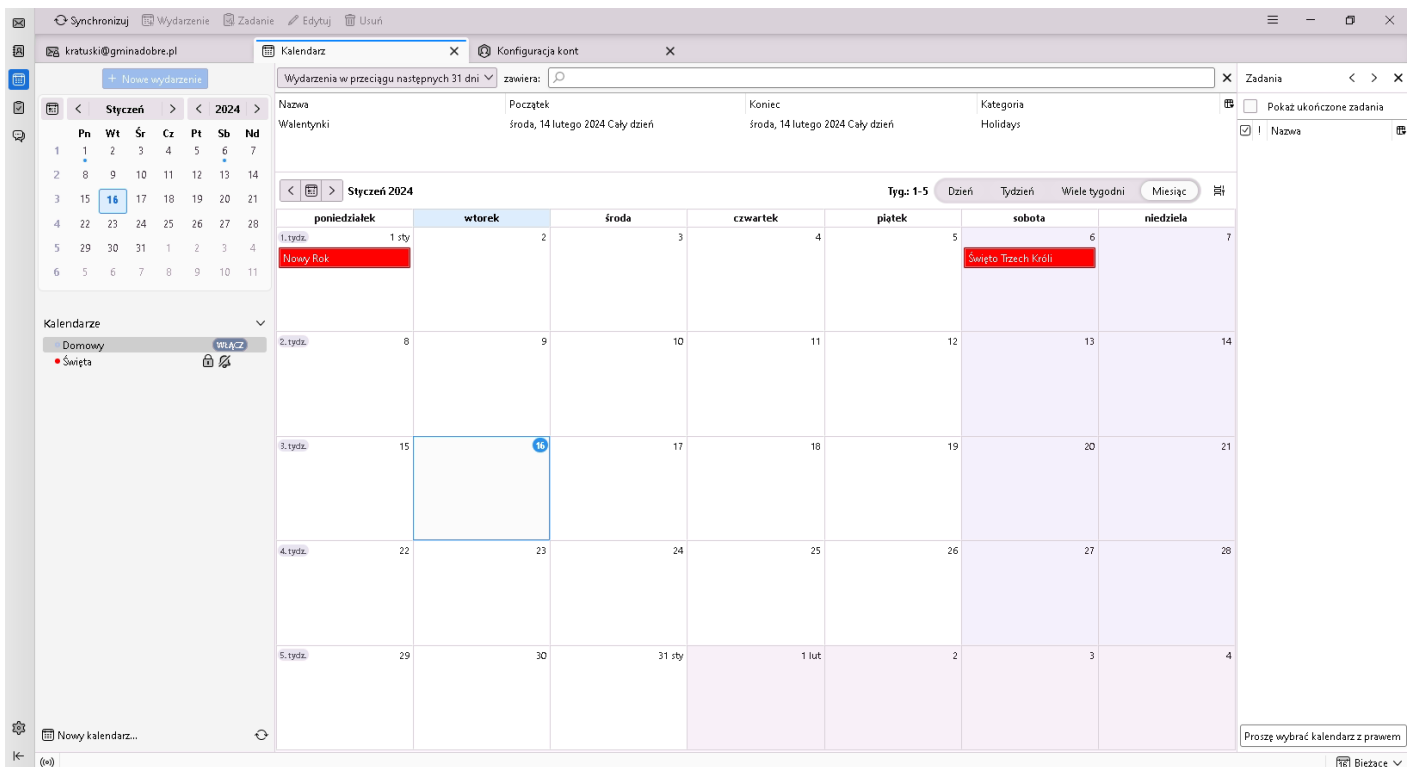 Synchronizuj Wydarzenie Zadanie Edytuj Usuń
kratuski@gminadobre.pl Kalendarz Konfiguracja kont
+ Nowe wydarzenie
Styczeń 2024
Pn Wt Śr Cz Pt Sb Nd
1 1 2 3 4 5 6 7
2 8 9 10 11 12 13 14
3 15 16 17 18 19 20 21
4 22 23 24 25 26 27 28
5 29 30 31 1 2 3 4
6 5 6 7 8 9 10 11
Kalendarze
Domowy WŁĄCZ
Święta
Nowy kalendarz...
Wydarzenia w przeciągu następnych 31 dni zawiera:
Nazwa Początek Koniec Kategoria
Walentynki środa, 14 lutego 2024 Cały dzień środa, 14 lutego 2024 Cały dzień Holidays
Styczeń 2024 Tyg.: 1-5 Dzień Tydzień Wiele tygodni Miesiąc
poniedziałek wtorek środa czwartek piątek sobota niedziela
1. tydz. 1 sty 2 3 4 5 6 7
Nowy Rok Święto Trzech Króli
2. tydz. 8 9 10 11 12 13 14
3. tydz. 15 16 17 18 19 20 21
4. tydz. 22 23 24 25 26 27 28
5. tydz. 29 30 31 sty 1 lut 2 3 4
Zadania
Pokaż ukończone zadania
! Nazwa
Proszę wybrać kalendarz z prawem
16 Bieżące